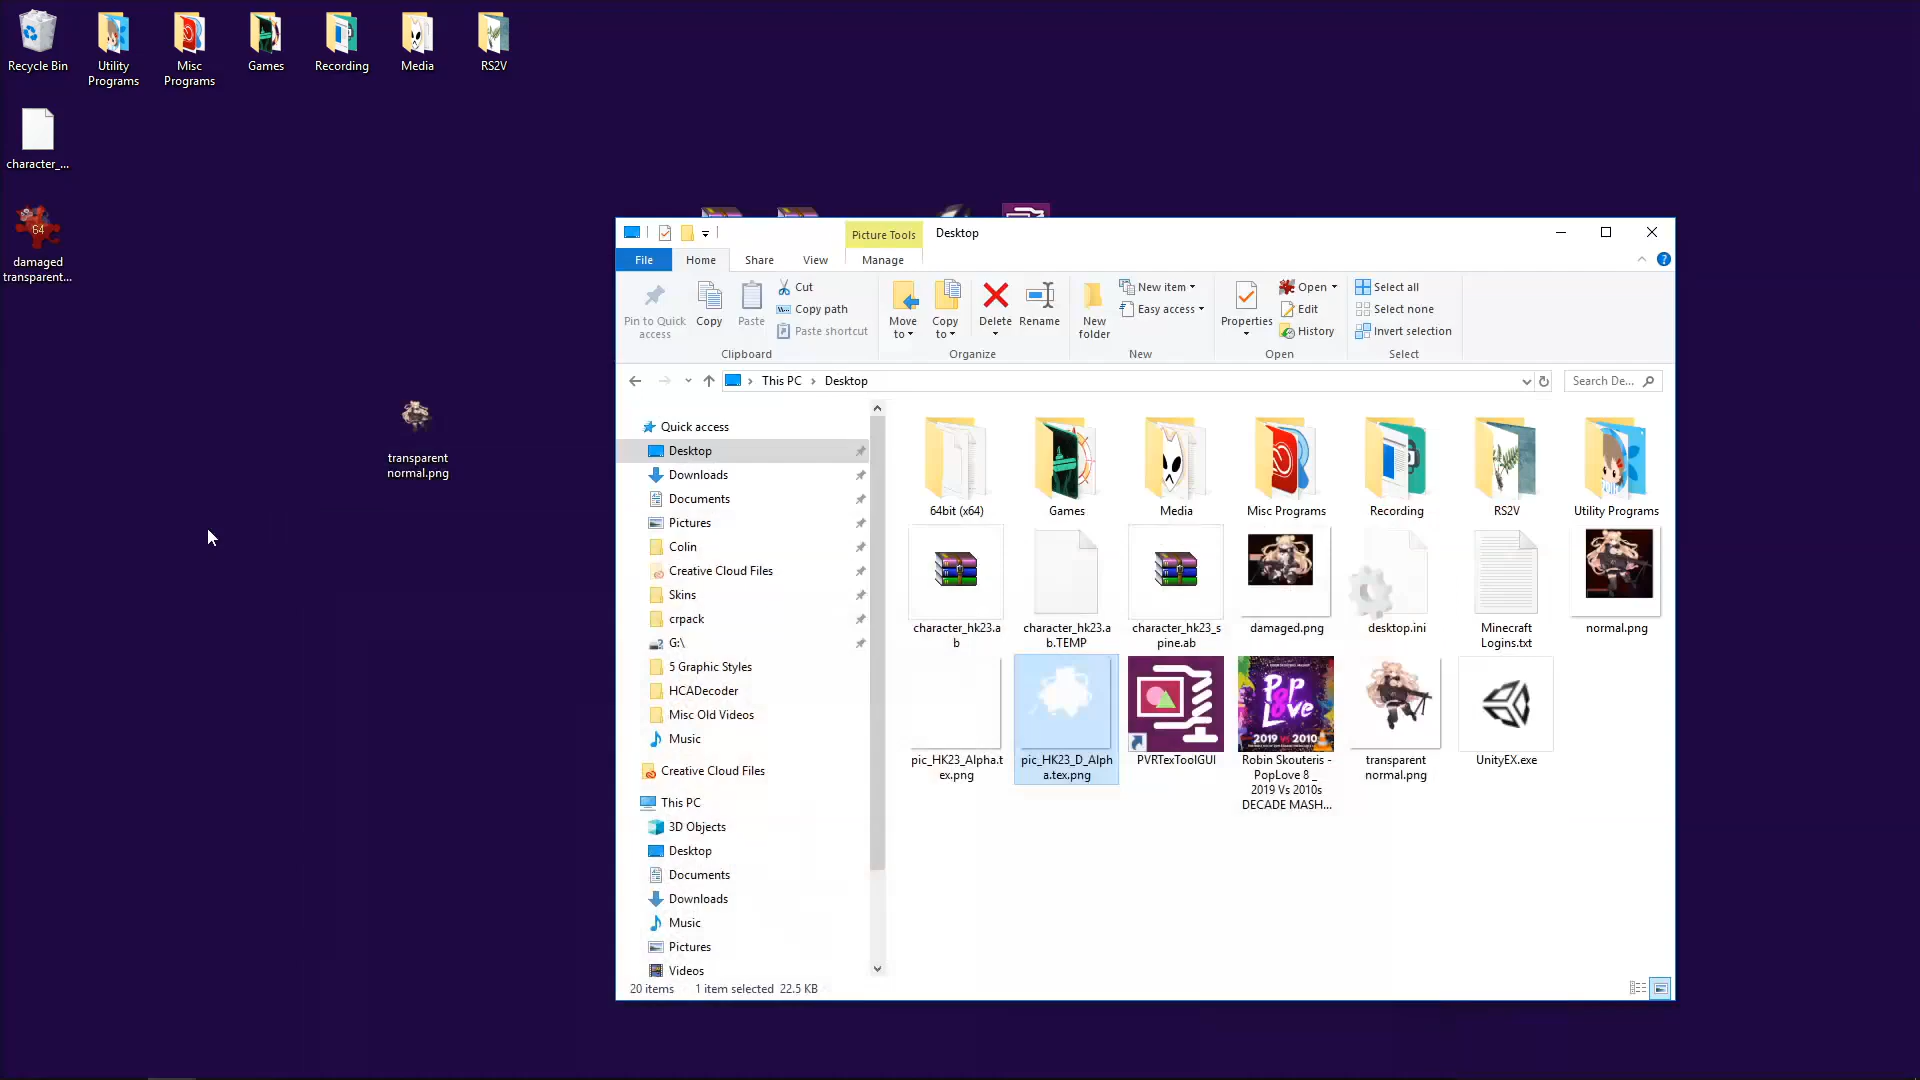 Recycle Bin
Utility
Programs
Misc
Programs
Games
Recording
Media
RS2V
character_...
64
damaged
transparent...
transparent
normal.png
Picture Tools
Desktop
File
Home
Share
View
Manage
Pin to Quick
access
Copy
Paste
Cut
Copy path
Paste shortcut
Clipboard
Move
to
Copy
to
Delete
Rename
Organize
New
folder
New item
Easy access
New
Properties
Open
Edit
History
Open
Select all
Select none
Invert selection
Select
This PC
Desktop
Search De...
Quick access
Desktop
Downloads
Documents
Pictures
Colin
Creative Cloud Files
Skins
crpack
G:\
5 Graphic Styles
HCADecoder
Misc Old Videos
Music
Creative Cloud Files
This PC
3D Objects
Desktop
Documents
Downloads
Music
Pictures
Videos
64bit (x64)
Games
Media
Misc Programs
Recording
RS2V
Utility Programs
character_hk23.a
b
character_hk23.a
b.TEMP
character_hk23_s
pine.ab
damaged.png
desktop.ini
Minecraft
Logins.txt
normal.png
pic_HK23_Alpha.t
ex.png
pic_HK23_D_Alph
a.tex.png
PVRTexToolGUI
Pop
Love
2019 VS 2010
DECADE MASH
Robin Skouteris -
PopLove 8 _
2019 Vs 2010s
DECADE MASH...
transparent
normal.png
UnityEX.exe
20 items
1 item selected 22.5 KB